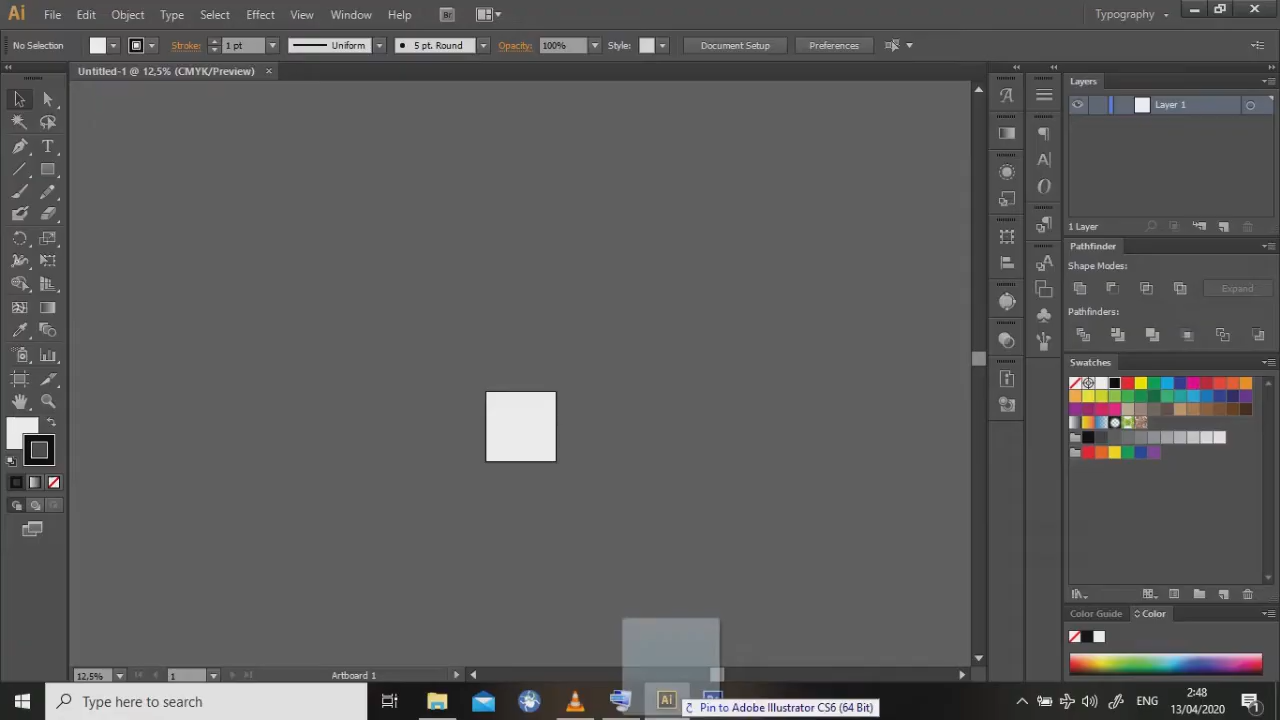 Ai File Edit Object Type Select Effect View Window Help Br Typography
No Selection Stroke: 1 pt Uniform 5 pt. Round Opacity: 100% Style: Document Setup Preferences
Untitled-1 @ 12,5% (CMYK/Preview)
Layers
Layer 1
1 Layer
Pathfinder
Shape Modes:
Expand
Pathfinders:
Swatches
Color Guide Color
12,5% 1 Artboard 1
Type here to search
Ai
Pin to Adobe Illustrator CS6 (64 Bit)
ENG
2:48
13/04/2020